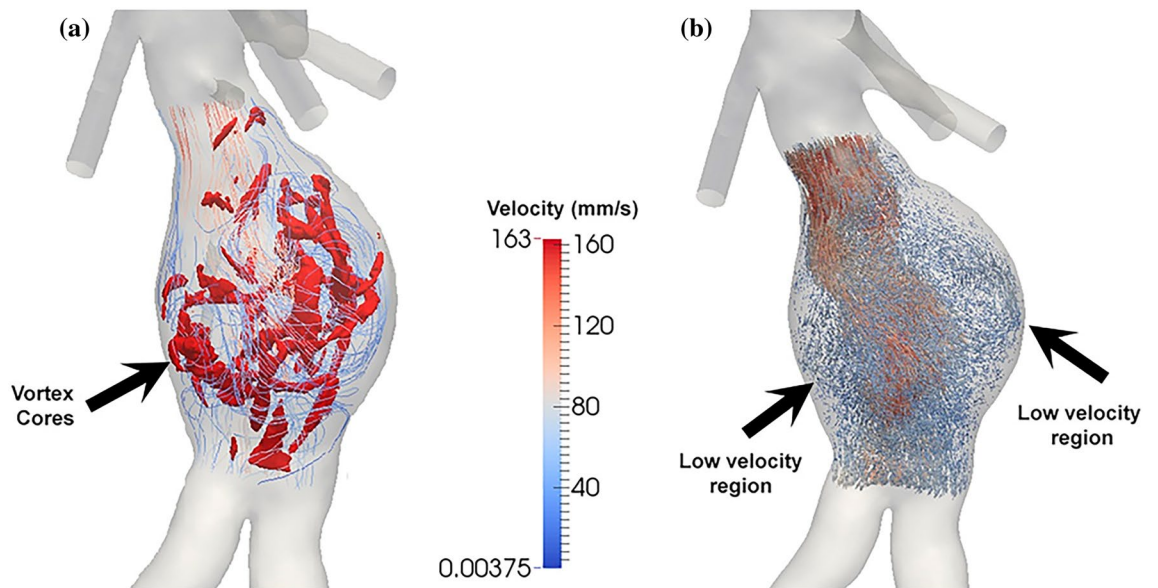 (a)
(b)
Velocity (mm/s)
163
160
120
80
40
0.00375
Vortex
Cores
Low velocity
region
Low velocity
region